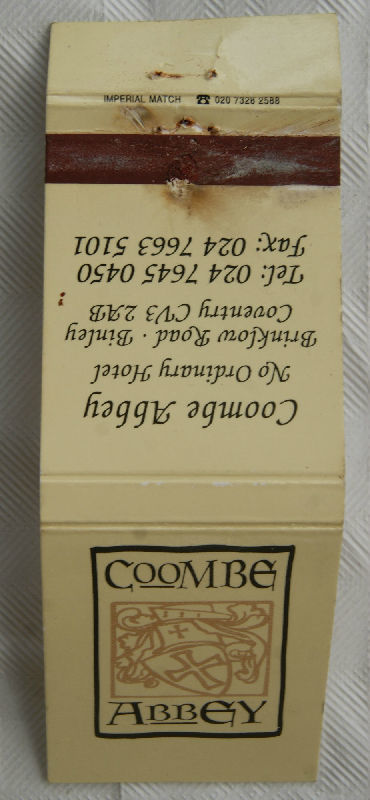 IMPERIAL MATCH ☎ 020 7328 2588
Coombe Abbey
No Ordinary Hotel
Brinklow Road · Binley
Coventry CV3 2AB
Tel: 024 7645 0450
Fax: 024 7663 5101
COOMBE
ABBEY